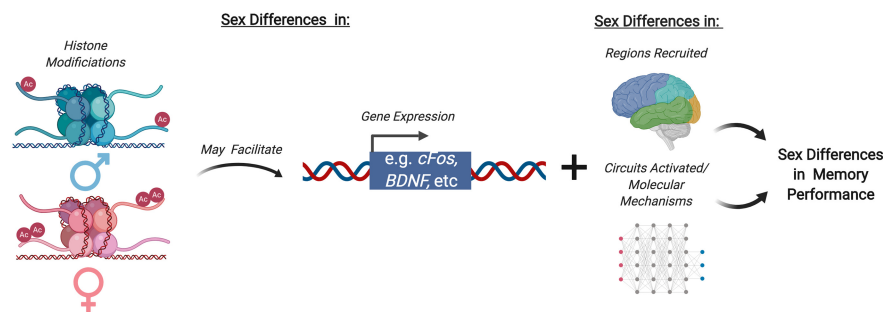 Sex Differences in:
Histone
Modificiations
Ac
Ac
Ac Ac
Ac
Ac
May Facilitate
Gene Expression
e.g. cFos,
BDNF, etc
+
Sex Differences in:
Regions Recruited
Circuits Activated/
Molecular
Mechanisms
Sex Differences
in Memory
Performance